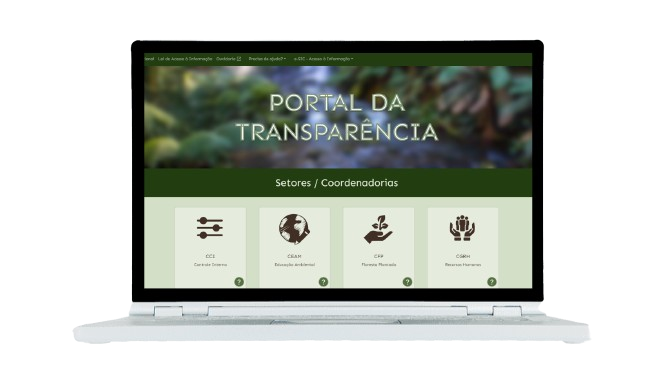 Lei de Acesso à Informação Ouvidoria Precisa de ajuda? e-SIC - Acesso à Informação
PORTAL DA
TRANSPARÊNCIA
Setores / Coordenadorias
CCI CEAM CFP CGRH
Controle Interno Educação Ambiental Floresta Plantada Recursos Humanos
? ? ? ?